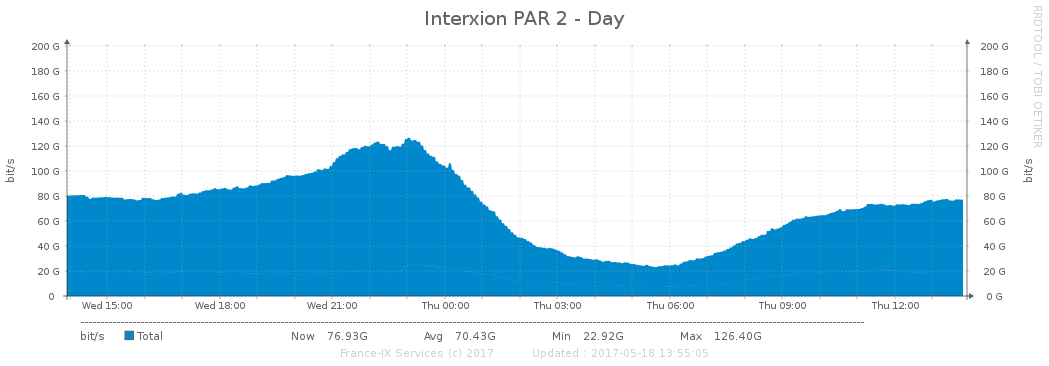 Interxion PAR 2 - Day
RRDTOOL / TOBI OETIKER
bit/s
bit/s
200 G 200 G
180 G 180 G
160 G 160 G
140 G 140 G
120 G 120 G
100 G 100 G
80 G 80 G
60 G 60 G
40 G 40 G
20 G 20 G
0 0 G
Wed 15:00 Wed 18:00 Wed 21:00 Thu 00:00 Thu 03:00 Thu 06:00 Thu 09:00 Thu 12:00
bit/s Total Now 76.93G Avg 70.43G Min 22.92G Max 126.40G
France-IX Services (c) 2017 Updated : 2017-05-18 13:55:05